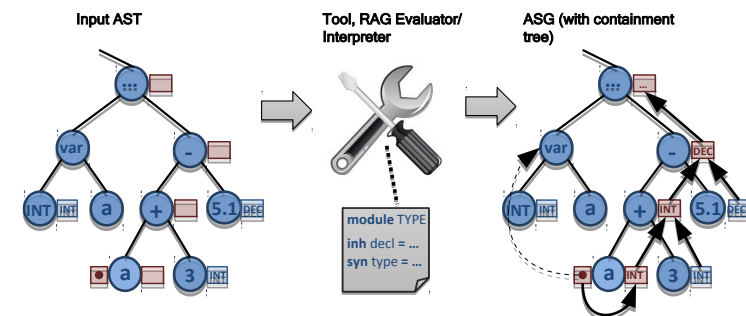 Input AST
Tool, RAG Evaluator/
Interpreter
ASG (with containment
tree)
...
var
-
INT INT
a
+
5.1 DEC
a
3 INT
module TYPE
inh decl = ...
syn type = ...
... ...
var
- DEC
INT INT
a
+ INT
5.1 DEC
a INT
3 INT